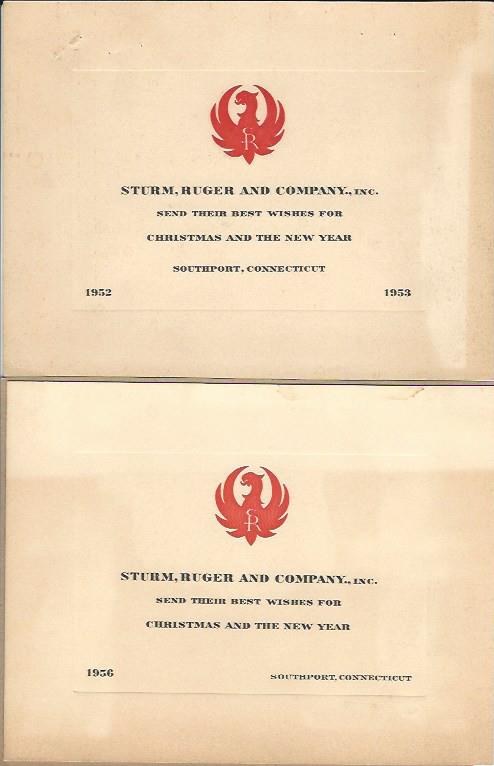 SR
STURM, RUGER AND COMPANY., INC.
SEND THEIR BEST WISHES FOR
CHRISTMAS AND THE NEW YEAR
SOUTHPORT, CONNECTICUT
1952 1953
SR
STURM, RUGER AND COMPANY., INC.
SEND THEIR BEST WISHES FOR
CHRISTMAS AND THE NEW YEAR
1956 SOUTHPORT, CONNECTICUT